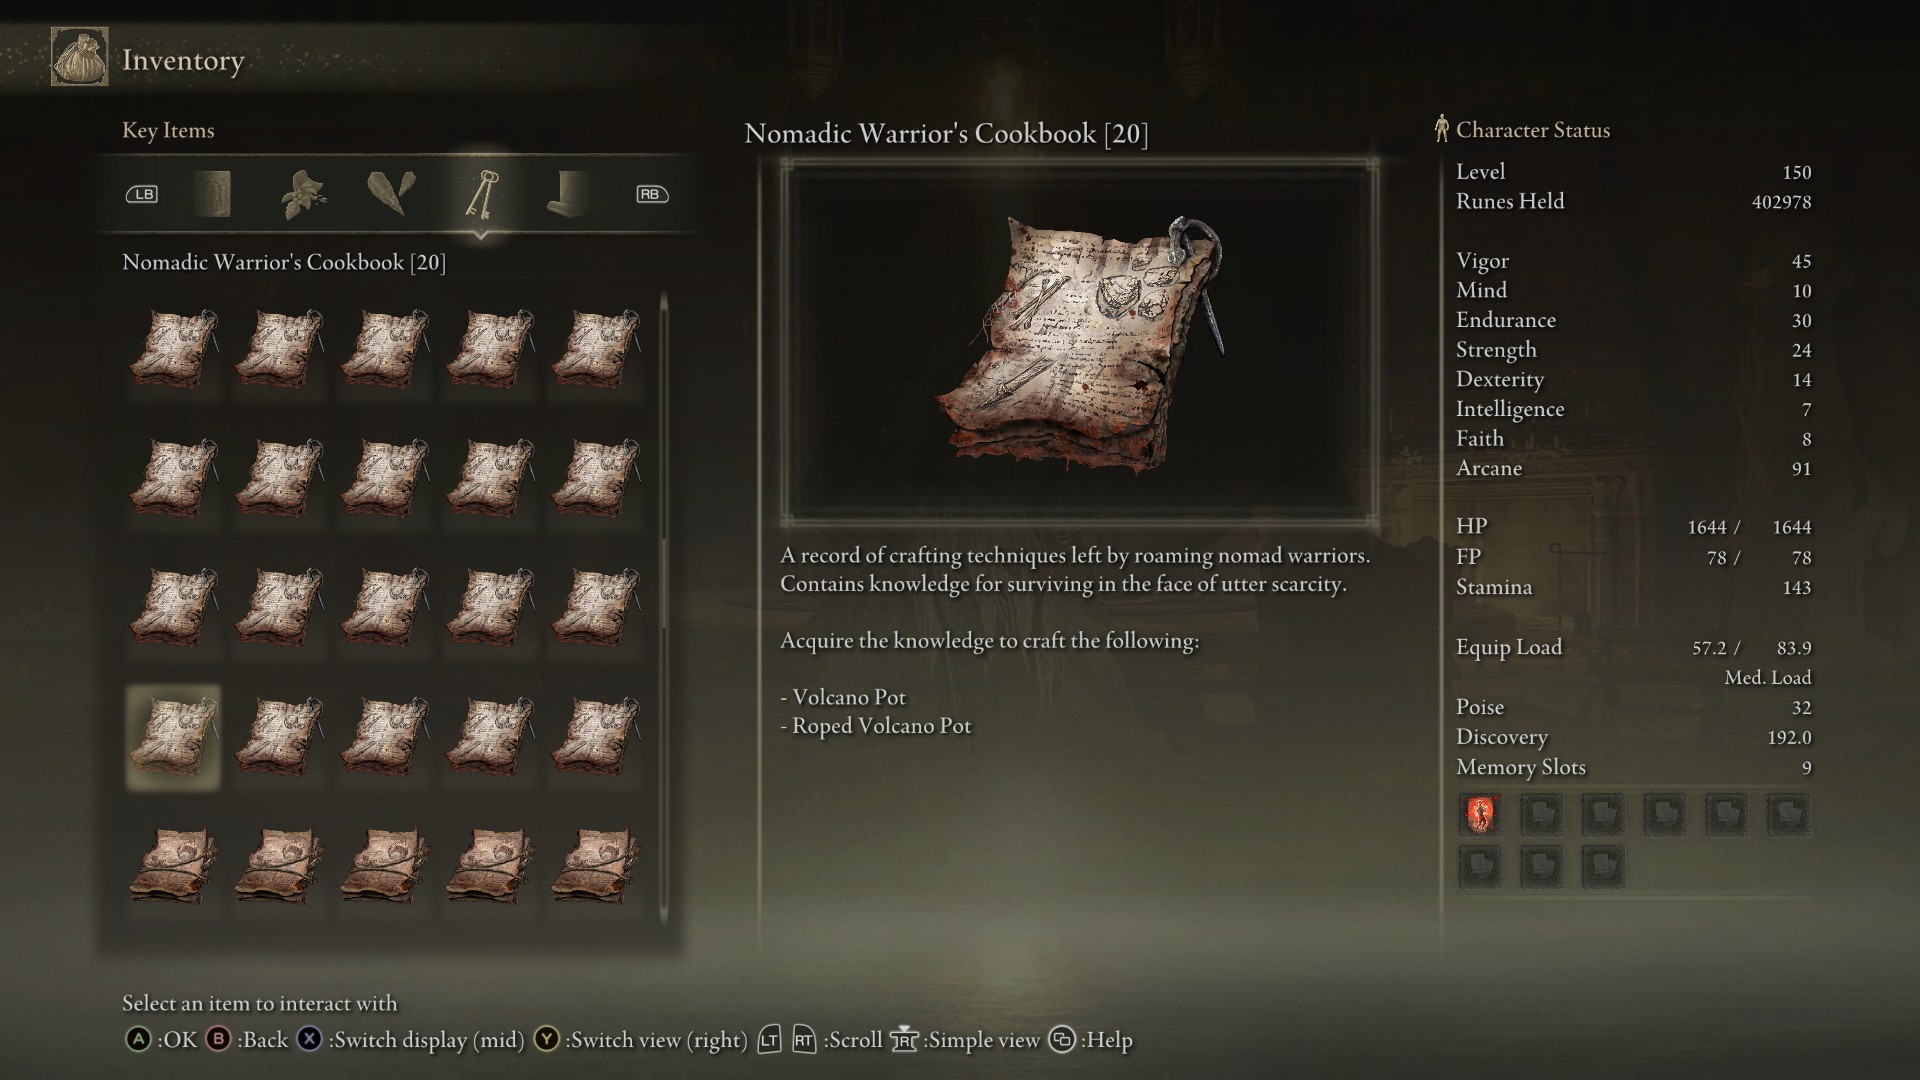 Inventory
Key Items
LB
RB
Nomadic Warrior's Cookbook [20]
Nomadic Warrior's Cookbook [20]
A record of crafting techniques left by roaming nomad warriors.
Contains knowledge for surviving in the face of utter scarcity.
Acquire the knowledge to craft the following:
- Volcano Pot
- Roped Volcano Pot
Character Status
Level 150
Runes Held 402978
Vigor 45
Mind 10
Endurance 30
Strength 24
Dexterity 14
Intelligence 7
Faith 8
Arcane 91
HP 1644 / 1644
FP 78 / 78
Stamina 143
Equip Load 57.2 / 83.9
Med. Load
Poise 32
Discovery 192.0
Memory Slots 9
Select an item to interact with
A :OK B :Back X :Switch display (mid) Y :Switch view (right) LT RT :Scroll R :Simple view :Help